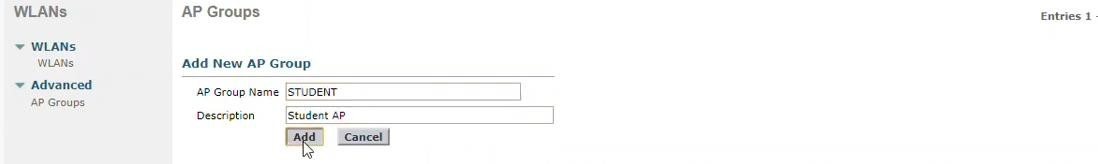 WLANs
WLANs
WLANs
Advanced
AP Groups
AP Groups
Entries 1 -
Add New AP Group
AP Group Name STUDENT
Description Student AP
Add Cancel